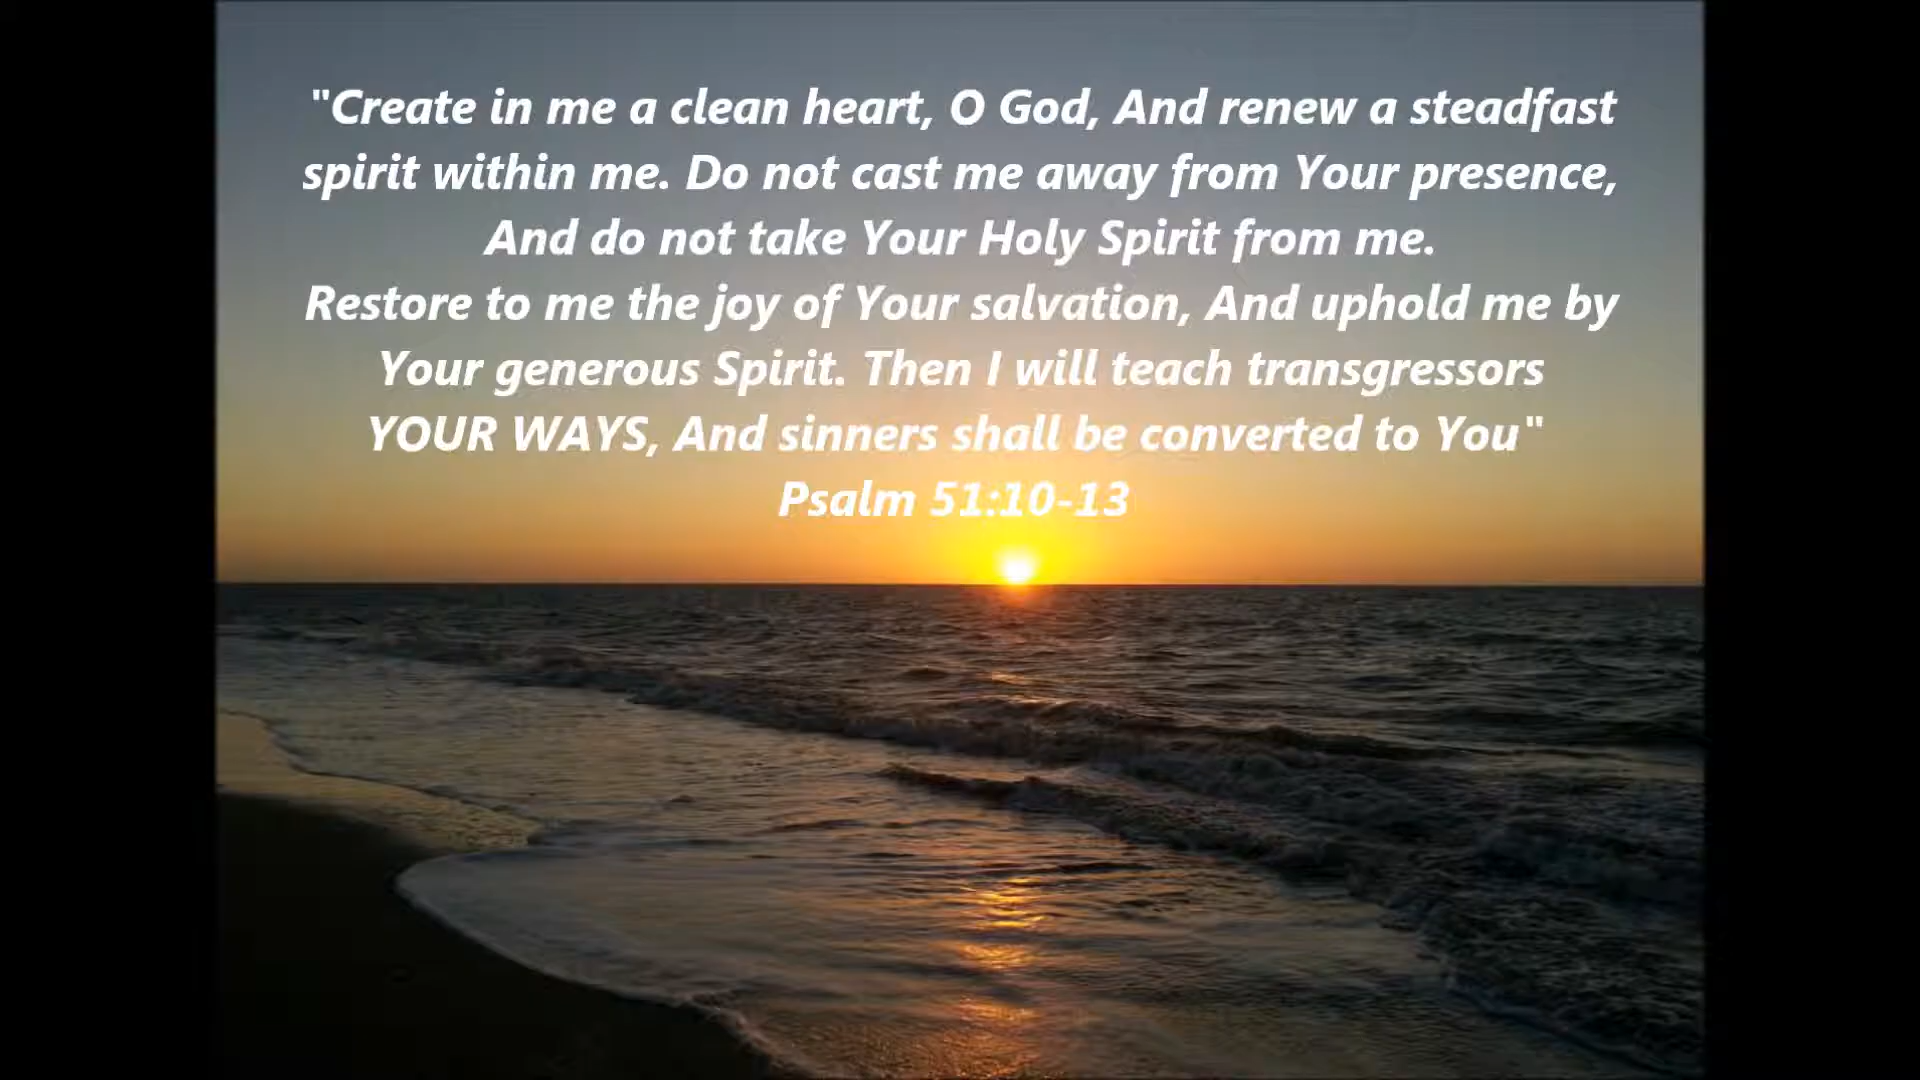 "Create in me a clean heart, O God, And renew a steadfast
spirit within me. Do not cast me away from Your presence,
And do not take Your Holy Spirit from me.
Restore to me the joy of Your salvation, And uphold me by
Your generous Spirit. Then I will teach transgressors
YOUR WAYS, And sinners shall be converted to You"
Psalm 51:10-13